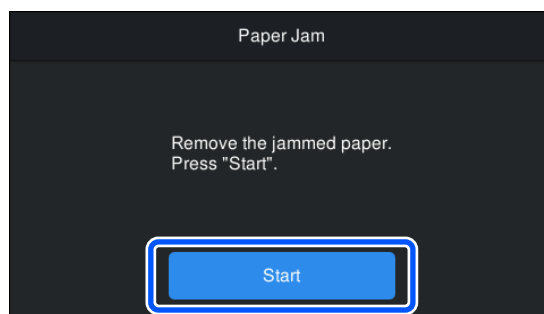 Paper Jam
Remove the jammed paper.
Press "Start".
Start